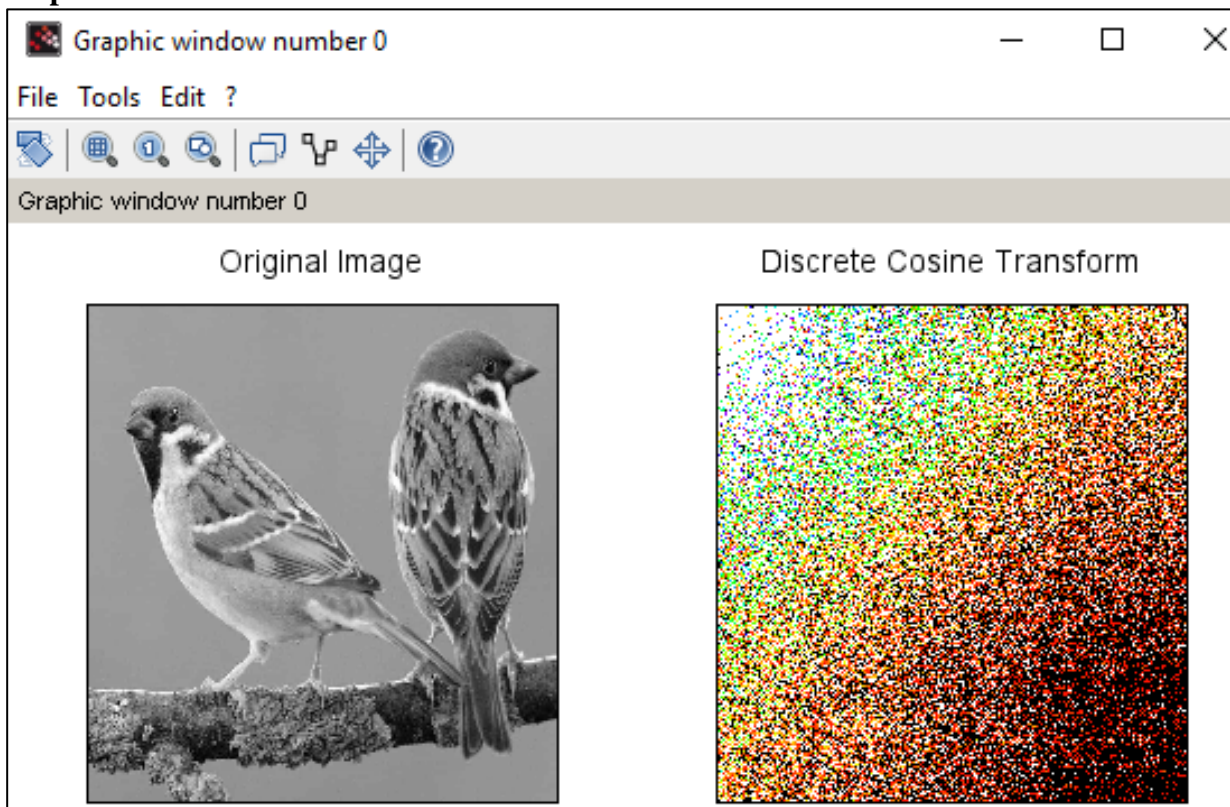 Graphic window number 0
File Tools Edit ?
Graphic window number 0
Original Image
Discrete Cosine Transform